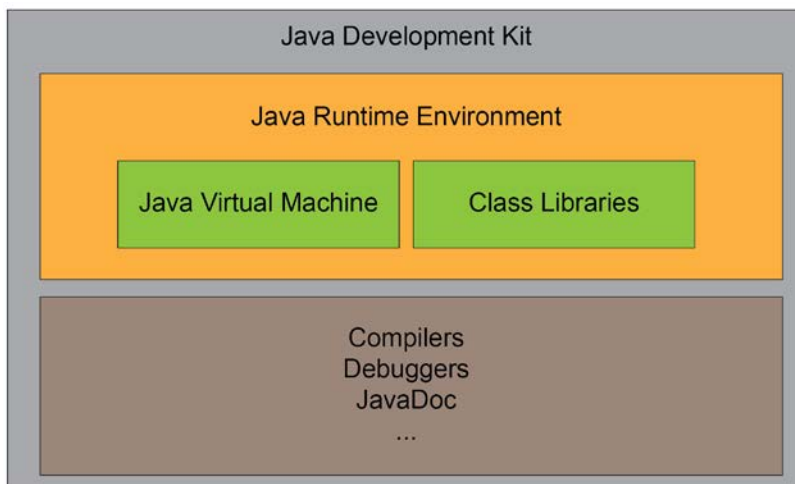 Java Development Kit
Java Runtime Environment
Java Virtual Machine
Class Libraries
Compilers
Debuggers
JavaDoc
...